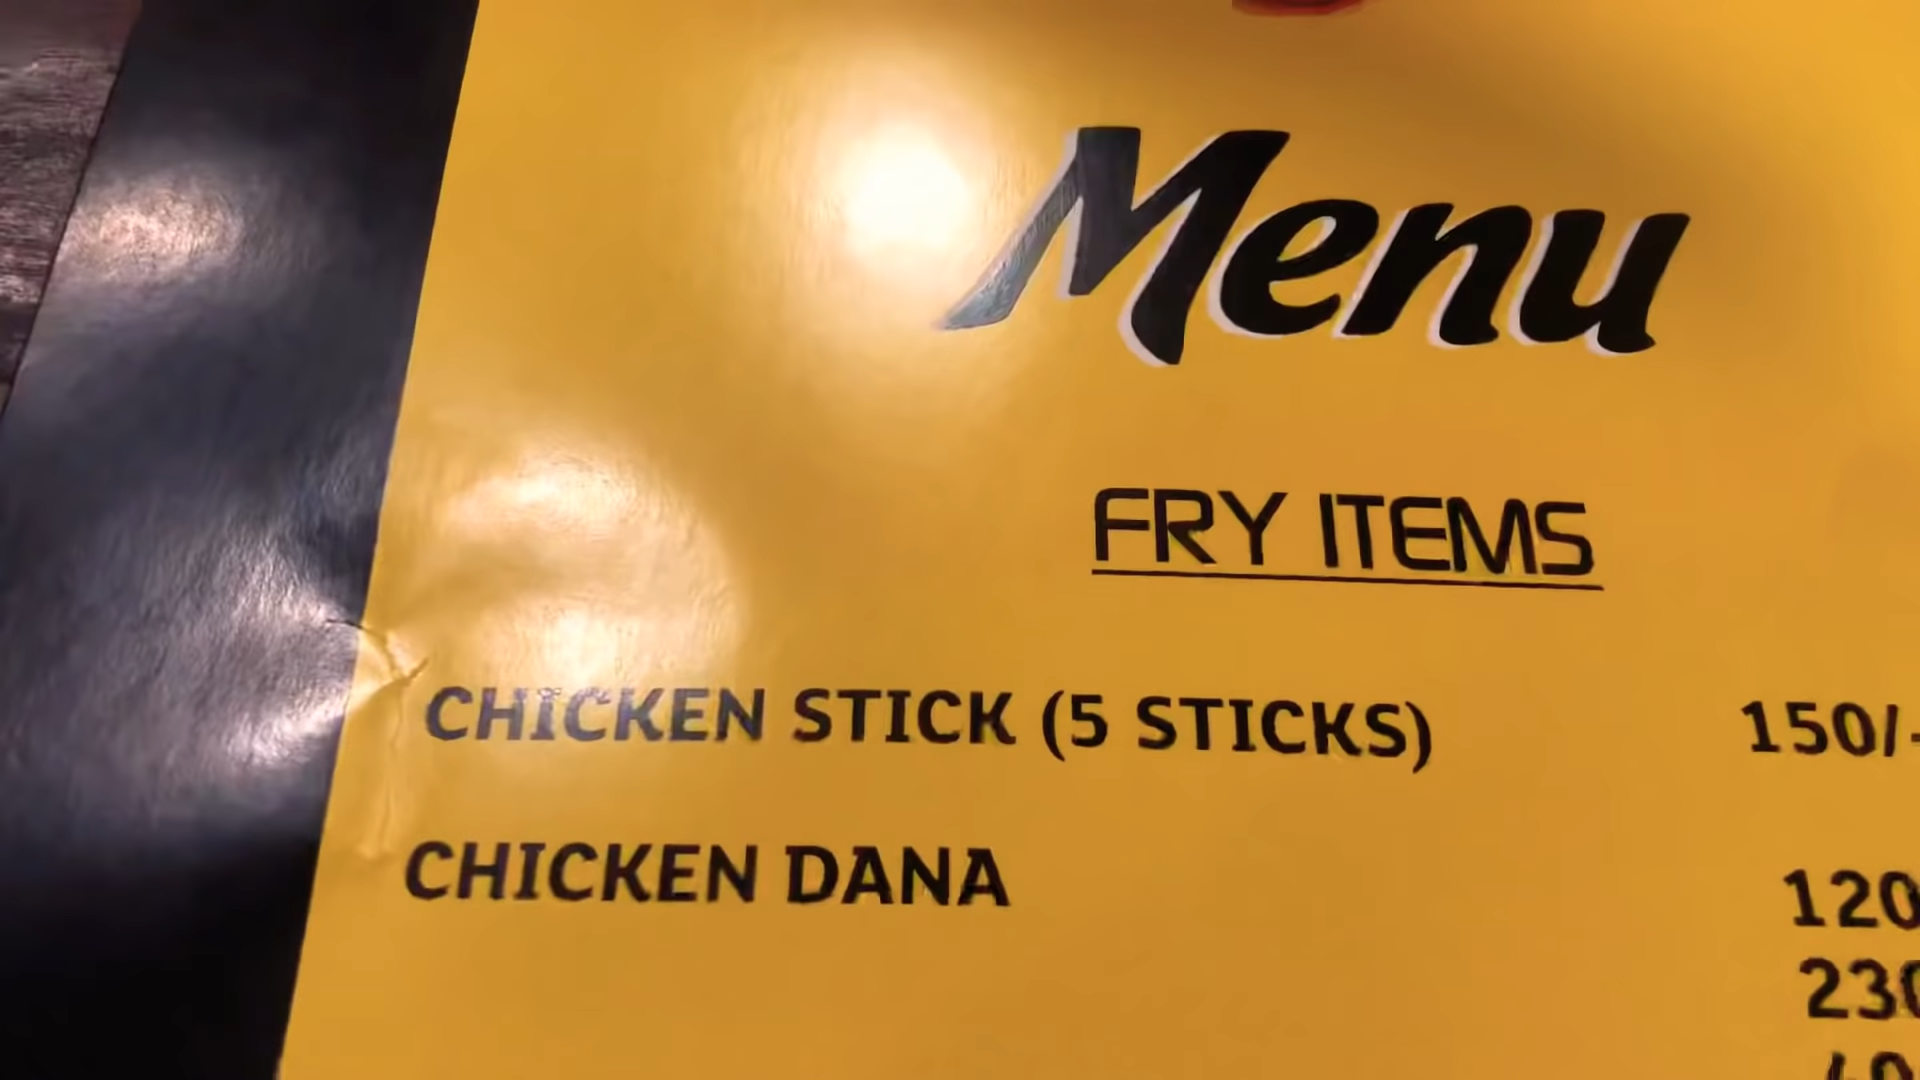 Menu
FRY ITEMS
CHICKEN STICK (5 STICKS) 150/-
CHICKEN DANA 120
230